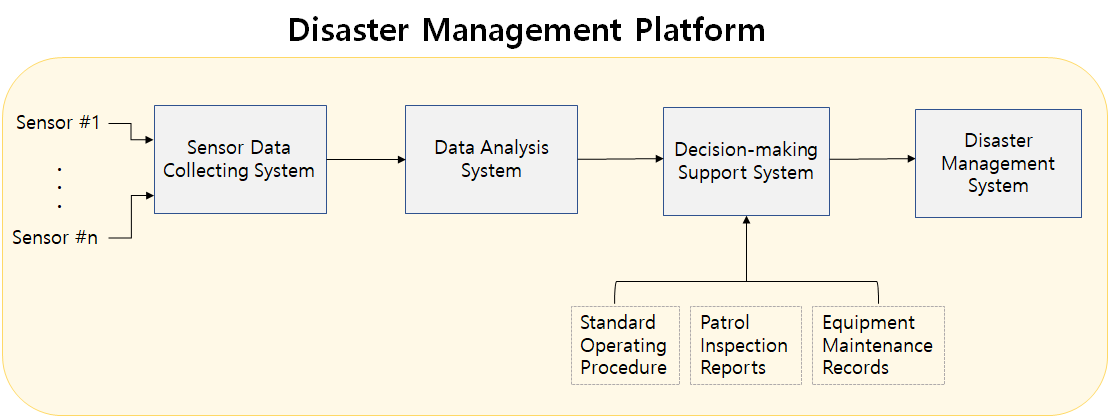 Disaster Management Platform
Sensor #1
.
.
.
Sensor #n
Sensor Data
Collecting System
Data Analysis
System
Decision-making
Support System
Disaster
Management
System
Standard
Operating
Procedure
Patrol
Inspection
Reports
Equipment
Maintenance
Records